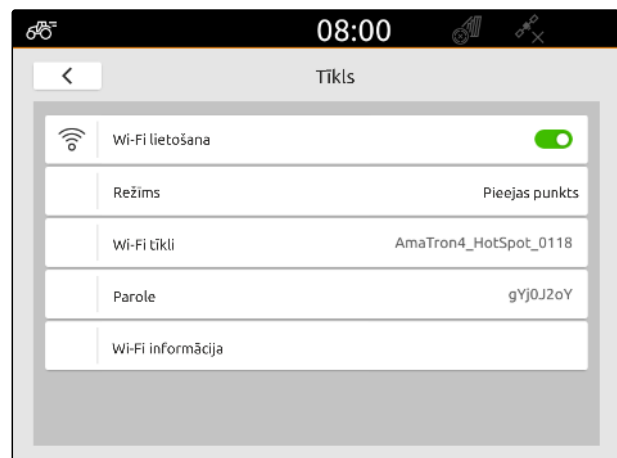 08:00
Tīkls
Wi-Fi lietošana
Režīms Pieejas punkts
Wi-Fi tīkli AmaTron4_HotSpot_0118
Parole gYj0J2oY
Wi-Fi informācija